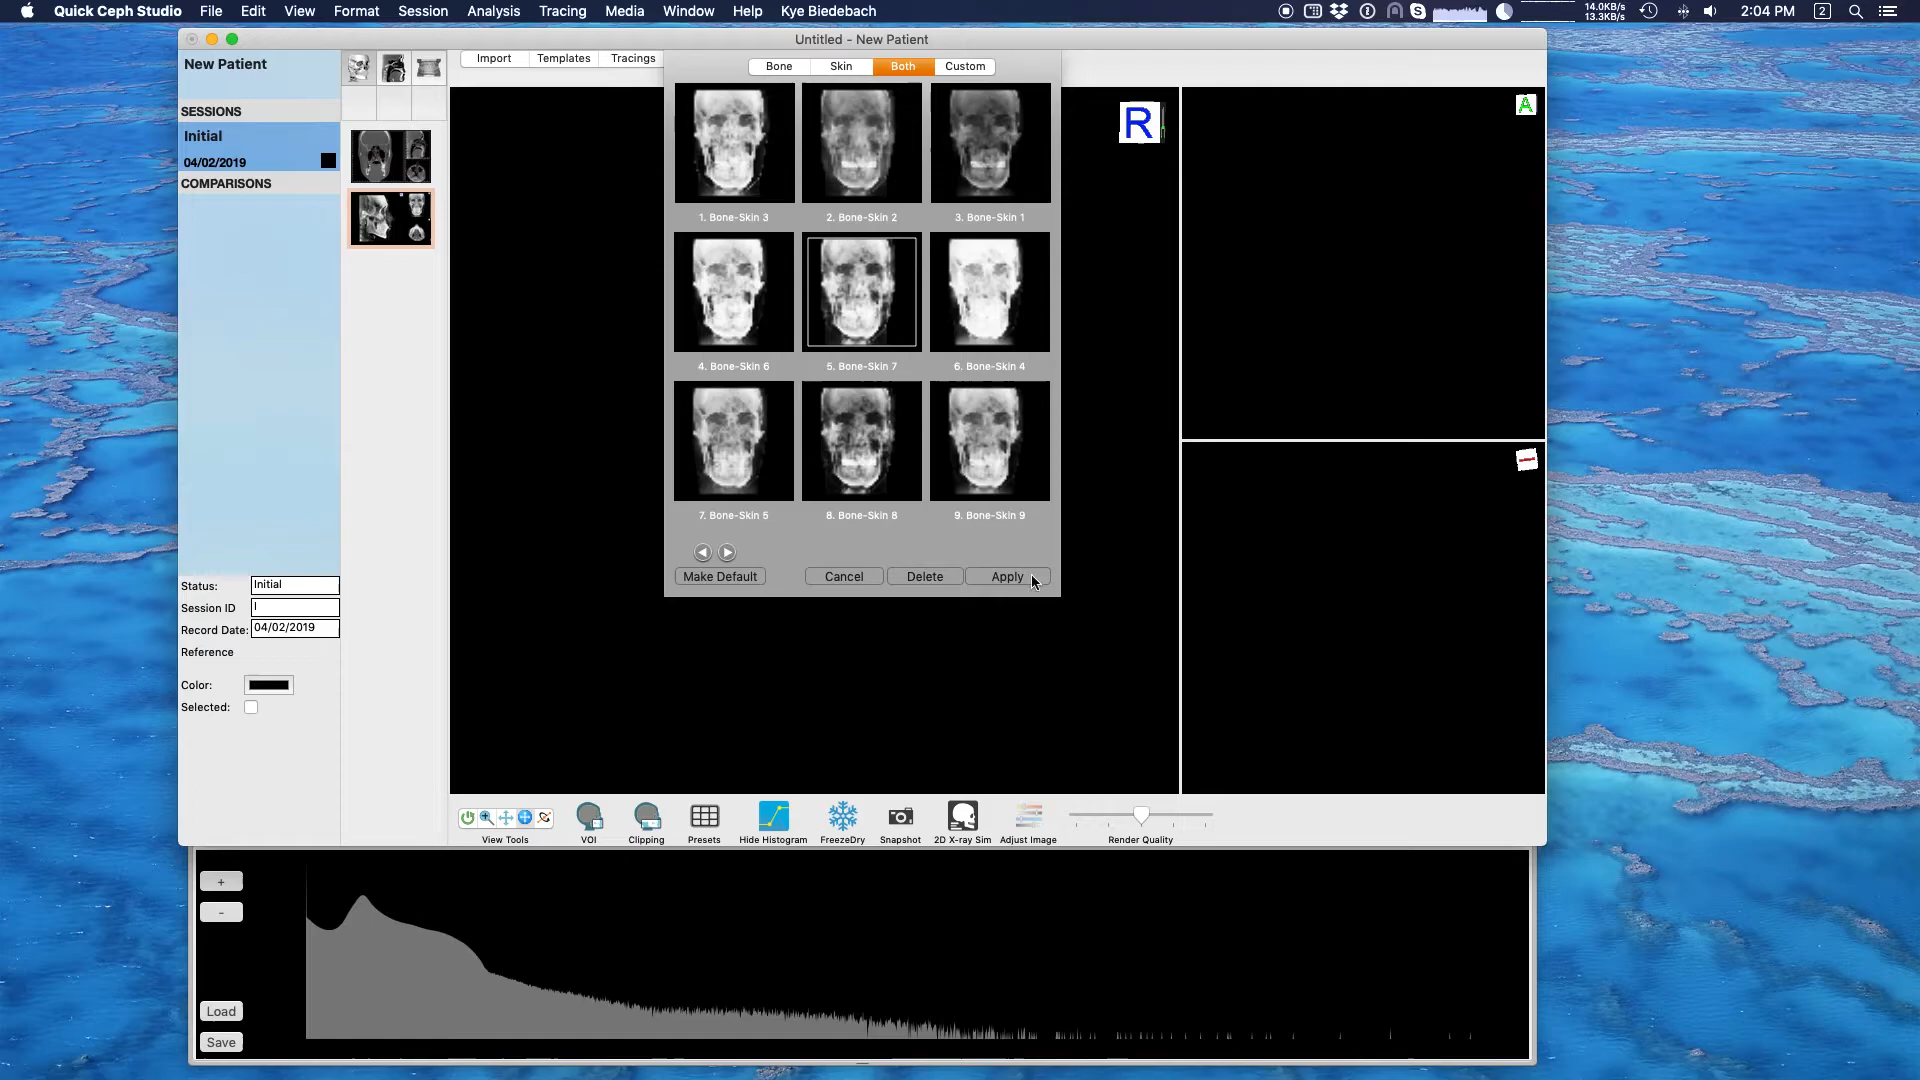 Quick Ceph Studio File Edit View Format Session Analysis Tracing Media Window Help Kye Biedebach
14.0KB/s
13.3KB/s
2:04 PM
2
Untitled - New Patient
New Patient
SESSIONS
Initial
04/02/2019
COMPARISONS
Status: Initial
Session ID I
Record Date: 04/02/2019
Reference
Color:
Selected:
Import Templates Tracings
Bone Skin Both Custom
1. Bone-Skin 3 2. Bone-Skin 2 3. Bone-Skin 1
4. Bone-Skin 6 5. Bone-Skin 7 6. Bone-Skin 4
7. Bone-Skin 5 8. Bone-Skin 8 9. Bone-Skin 9
Make Default Cancel Delete Apply
R
A
View Tools VOI Clipping Presets Hide Histogram FreezeDry Snapshot 2D X-ray Sim Adjust Image Render Quality
+
-
Load
Save